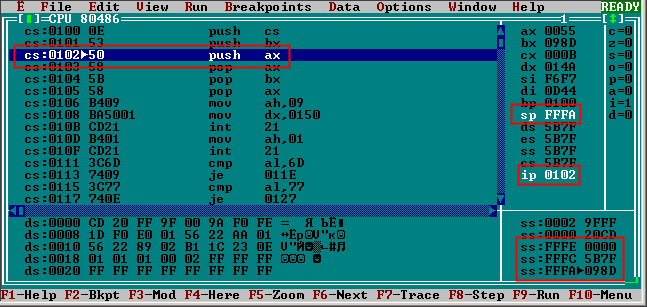 Ë File Edit View Run Breakpoints Data Options Window Help READY
[■]=CPU 80486 1 [↕]
cs:0100 0E push cs
cs:0101 53 push bx
cs:0102►50 push ax
cs:0103 58 pop ax
cs:0104 5B pop bx
cs:0105 58 pop ax
cs:0106 B409 mov ah,09
cs:0108 BA5001 mov dx,0150
cs:010B CD21 int 21
cs:010D B401 mov ah,01
cs:010F CD21 int 21
cs:0111 3C6D cmp al,6D
cs:0113 7409 je 011E
cs:0115 3C77 cmp al,77
cs:0117 740E je 0127
ax 0055 c=0
bx 098D z=0
cx 000B s=0
dx 014A o=0
si F6F7 p=0
di 0D44 a=0
bp 0100 i=1
sp FFFA d=0
ds 5B7F
es 5B7F
ss 5B7F
cs 5B7F
ip 0102
ds:0000 CD 20 FF 9F 00 9A F0 FE
ds:0008 1D F0 E0 01 56 22 AA 01
ds:0010 56 22 89 02 B1 1C 23 0E
ds:0018 01 01 01 00 02 FF FF FF
ds:0020 FF FF FF FF FF FF FF FF
ss:0002 9FFF
ss:0000 20CD
ss:FFFE 0000
ss:FFFC 5B7F
ss:FFFA►098D
F1-Help F2-Bkpt F3-Mod F4-Here F5-Zoom F6-Next F7-Trace F8-Step F9-Run F10-Menu